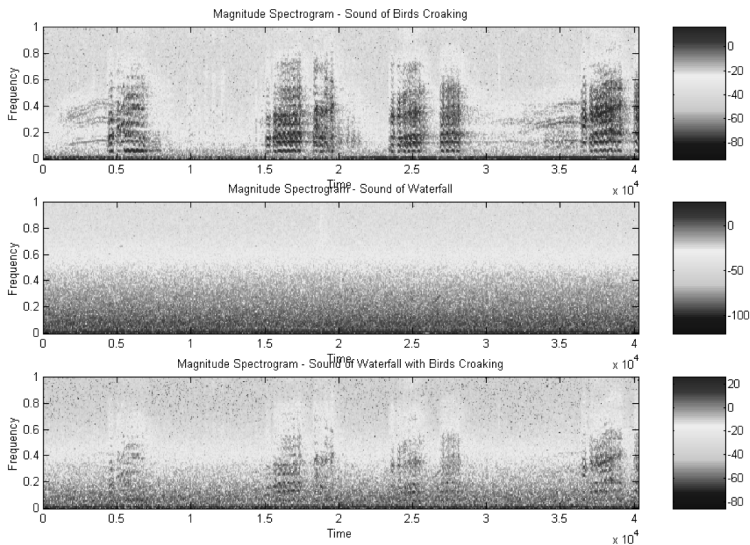 Magnitude Spectrogram - Sound of Birds Croaking
Frequency
1
0.8
0.6
0.4
0.2
0
0 0.5 1 1.5 2 2.5 3 3.5 4
Time
x 10^4
0
-20
-40
-60
-80
Magnitude Spectrogram - Sound of Waterfall
Frequency
1
0.8
0.6
0.4
0.2
0
0 0.5 1 1.5 2 2.5 3 3.5 4
Time
x 10^4
0
-50
-100
Magnitude Spectrogram - Sound of Waterfall with Birds Croaking
Frequency
1
0.8
0.6
0.4
0.2
0
0 0.5 1 1.5 2 2.5 3 3.5 4
Time
x 10^4
20
0
-20
-40
-60
-80